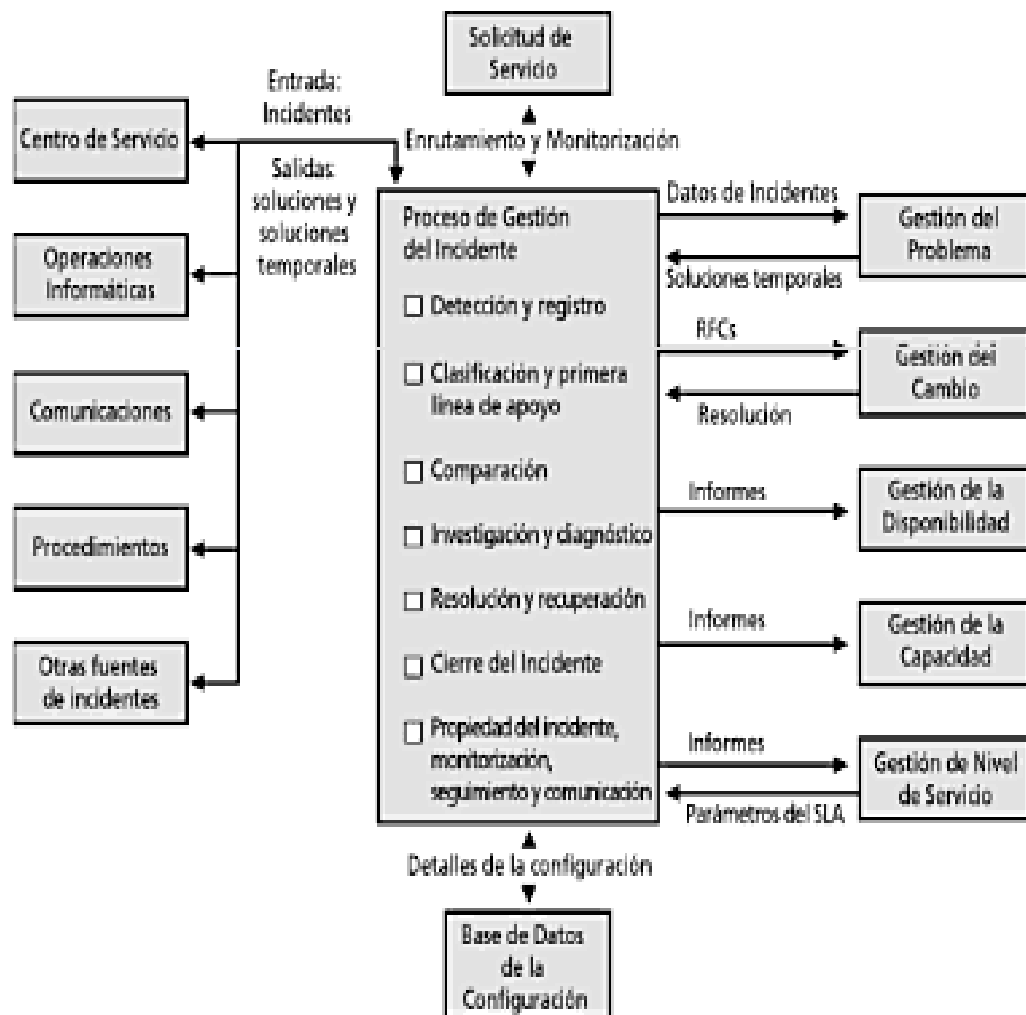 Solicitud de
Servicio
Entrada:
Incidentes
Centro de Servicio
Enrutamiento y Monitorización
Salidas:
soluciones y
soluciones
temporales
Operaciones
Informáticas
Comunicaciones
Procedimientos
Otras fuentes
de incidentes
Proceso de Gestión
del Incidente
Detección y registro
Clasificación y primera
línea de apoyo
Comparación
Investigación y diagnóstico
Resolución y recuperación
Cierre del Incidente
Propiedad del incidente,
monitorización,
seguimiento y comunicación
Datos de Incidentes
Gestión del
Problema
Soluciones temporales
RFCs
Gestión del
Cambio
Resolución
Informes
Gestión de la
Disponibilidad
Informes
Gestión de la
Capacidad
Informes
Gestión de Nivel
de Servicio
Parámetros del SLA
Detalles de la configuración
Base de Datos
de la
Configuración